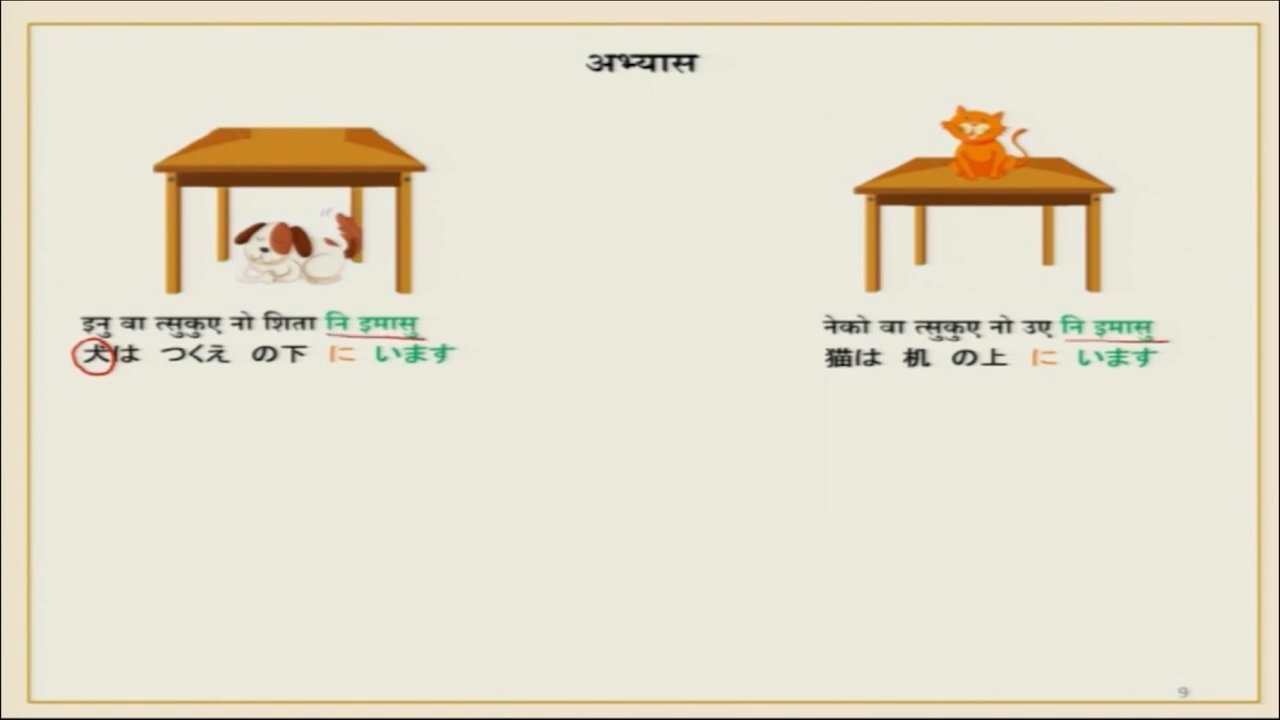 अभ्यास
इनु वा त्सुकुए नो शिता नि इमासु
犬は つくえ の下 に います
नेको वा त्सुकुए नो उए नि इमासु
猫は 机 の上 に います
9